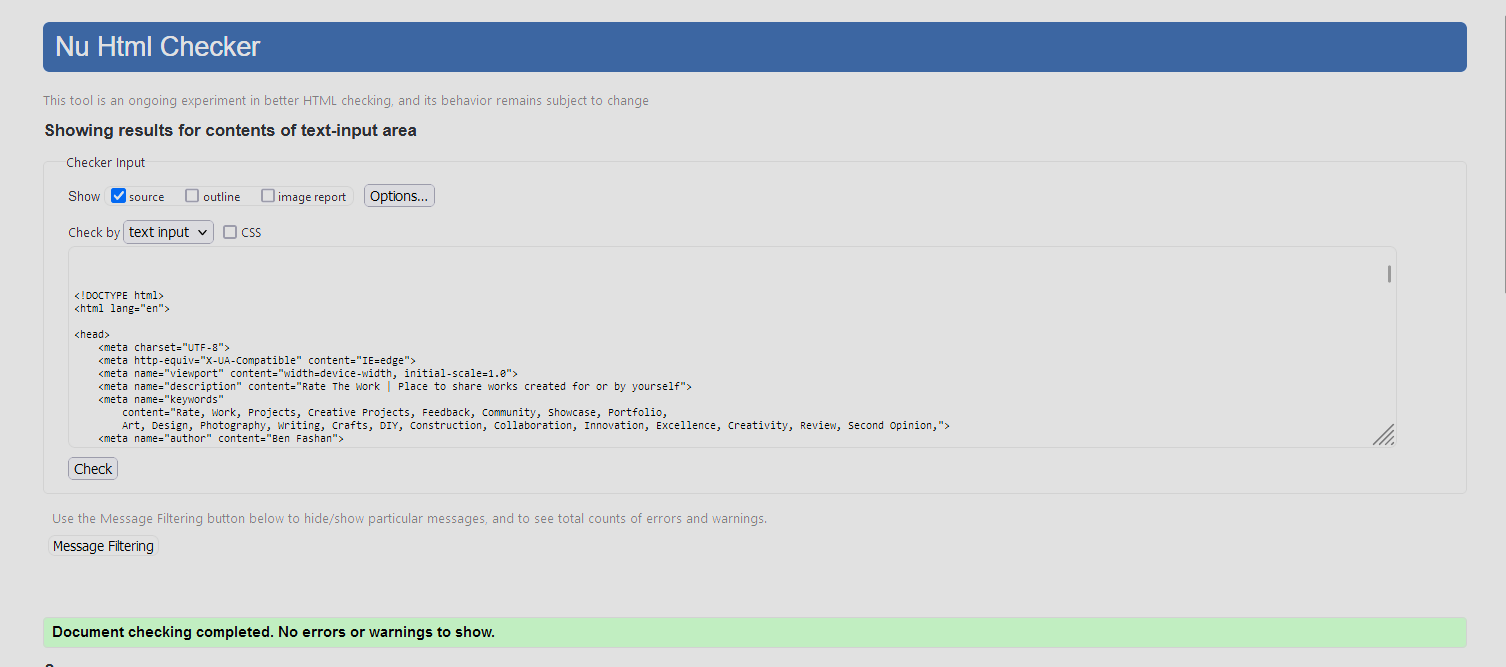 Nu Html Checker
This tool is an ongoing experiment in better HTML checking, and its behavior remains subject to change
Showing results for contents of text-input area
Checker Input
Show source outline image report Options...
Check by text input CSS
<!DOCTYPE html>
<html lang="en">
<head>
<meta charset="UTF-8">
<meta http-equiv="X-UA-Compatible" content="IE=edge">
<meta name="viewport" content="width=device-width, initial-scale=1.0">
<meta name="description" content="Rate The Work | Place to share works created for or by yourself">
<meta name="keywords"
content="Rate, Work, Projects, Creative Projects, Feedback, Community, Showcase, Portfolio,
Art, Design, Photography, Writing, Crafts, DIY, Construction, Collaboration, Innovation, Excellence, Creativity, Review, Second Opinion,">
<meta name="author" content="Ben Fashan">
Check
Use the Message Filtering button below to hide/show particular messages, and to see total counts of errors and warnings.
Message Filtering
Document checking completed. No errors or warnings to show.